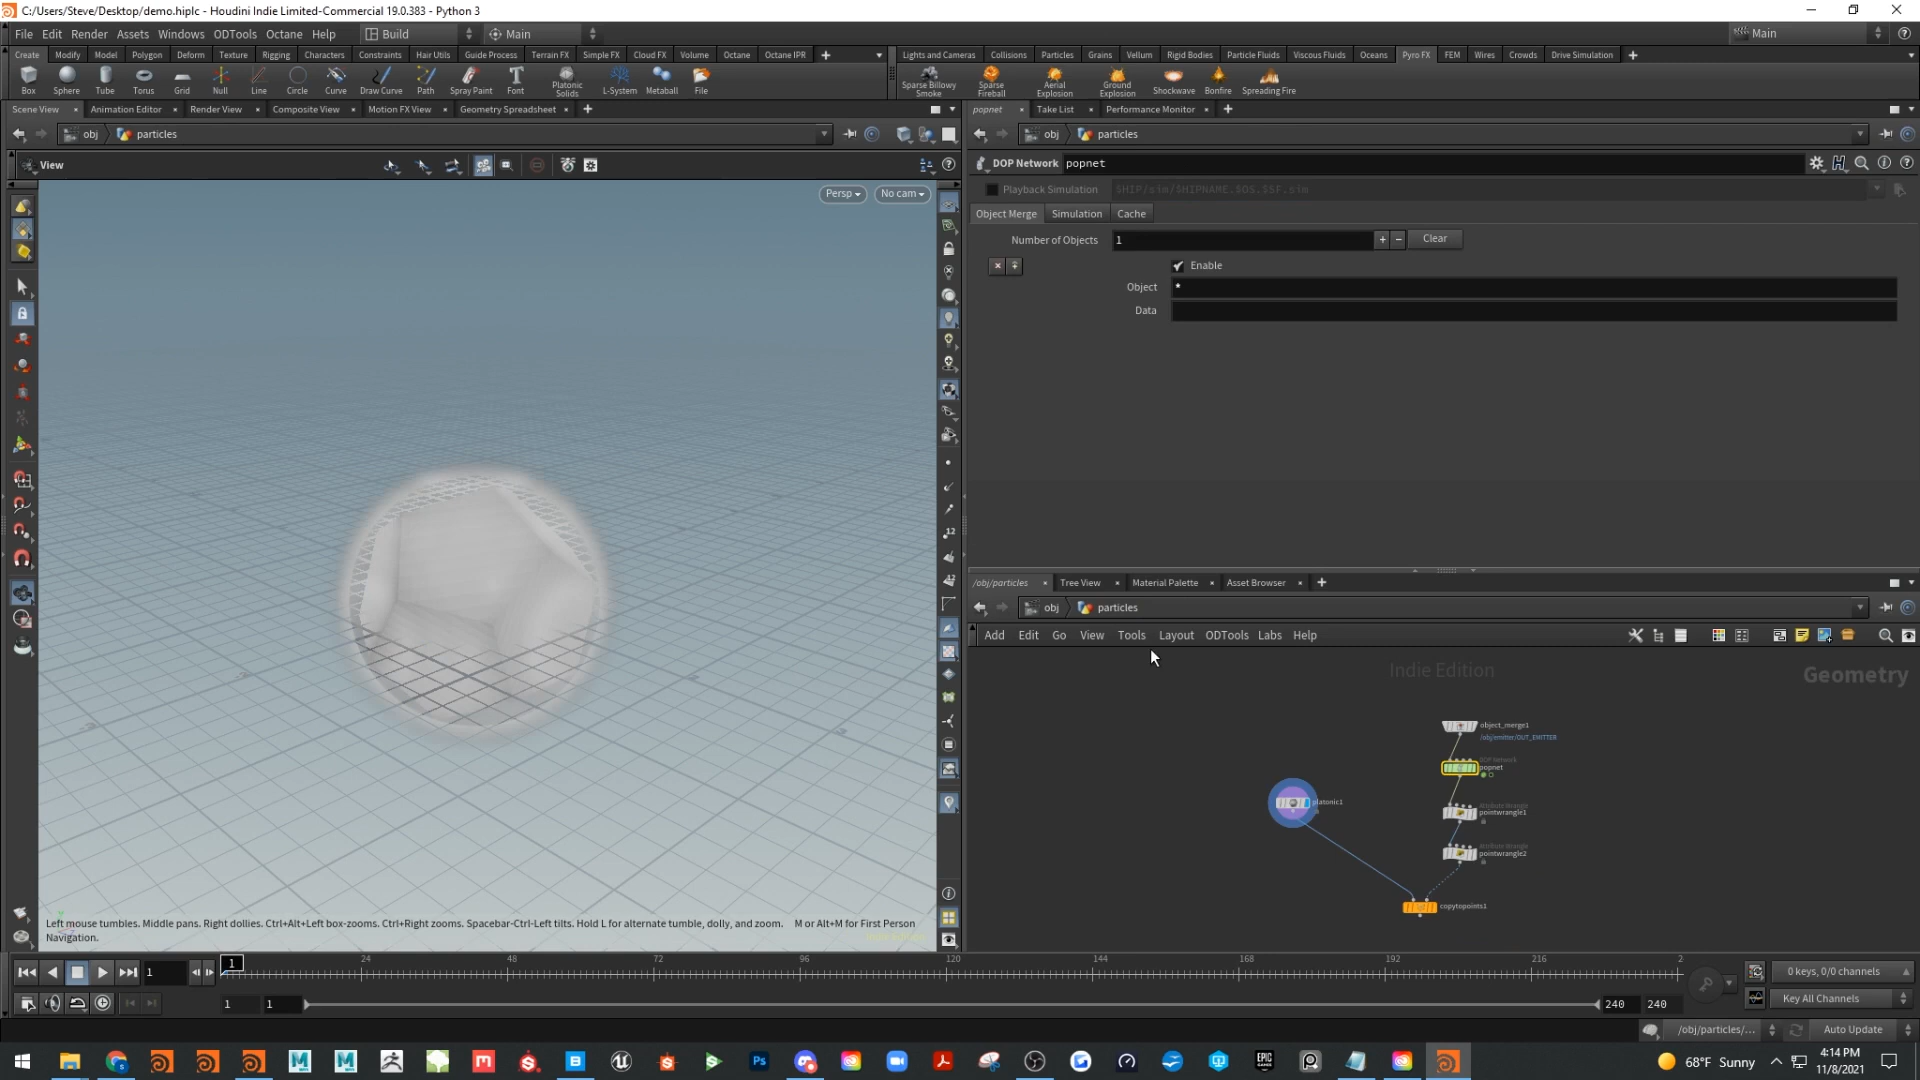 C:/Users/Steve/Desktop/demo.hiplc - Houdini Indie Limited-Commercial 19.0.383 - Python 3
File Edit Render Assets Windows ODTools Octane Help Build Main Main
Create Modify Model Polygon Deform Texture Rigging Characters Constraints Hair Utils Guide Process Terrain FX Simple FX Cloud FX Volume Octane Octane IPR
Lights and Cameras Collisions Particles Grains Vellum Rigid Bodies Particle Fluids Viscous Fluids Oceans Pyro FX FEM Wires Crowds Drive Simulation
Box Sphere Tube Torus Grid Null Line Circle Curve Draw Curve Path Spray Paint Font Platonic Solids L-System Metaball File
Sparse Billowy Smoke Sparse Fireball Aerial Explosion Ground Explosion Shockwave Bonfire Spreading Fire
Scene View Animation Editor Render View Composite View Motion FX View Geometry Spreadsheet
popnet Take List Performance Monitor
obj particles
obj particles
View
DOP Network popnet
Playback Simulation $HIP/sim/$HIPNAME.$OS.$SF.sim
Persp No cam
Object Merge Simulation Cache
Number of Objects 1 Clear
Enable
Object *
Data
/obj/particles Tree View Material Palette Asset Browser
obj particles
Add Edit Go View Tools Layout ODTools Labs Help
Indie Edition
Geometry
object_merge1
/obj/emitter/OUT_EMITTER
DOP Network
popnet
platonic1
Attribute Wrangle
pointwrangle1
Attribute Wrangle
pointwrangle2
copytopoints1
12
Left mouse tumbles. Middle pans. Right dollies. Ctrl+Alt+Left box-zooms. Ctrl+Right zooms. Spacebar-Ctrl-Left tilts. Hold L for alternate tumble, dolly, and zoom. M or Alt+M for First Person
Navigation.
1 1 24 48 72 96 120 144 168 192 216 2
0 keys, 0/0 channels
1 1 240 240 Key All Channels
/obj/particles/... Auto Update
68°F Sunny
4:14 PM
11/8/2021